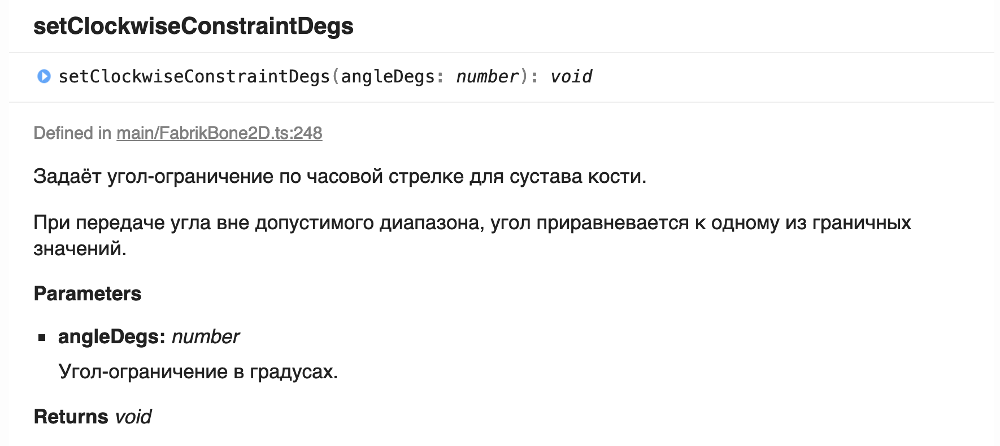 setClockwiseConstraintDegs
setClockwiseConstraintDegs(angleDegs: number): void
Defined in main/FabrikBone2D.ts:248
Задаёт угол-ограничение по часовой стрелке для сустава кости.
При передаче угла вне допустимого диапазона, угол приравневается к одному из граничных
значений.
Parameters
angleDegs: number
Угол-ограничение в градусах.
Returns void